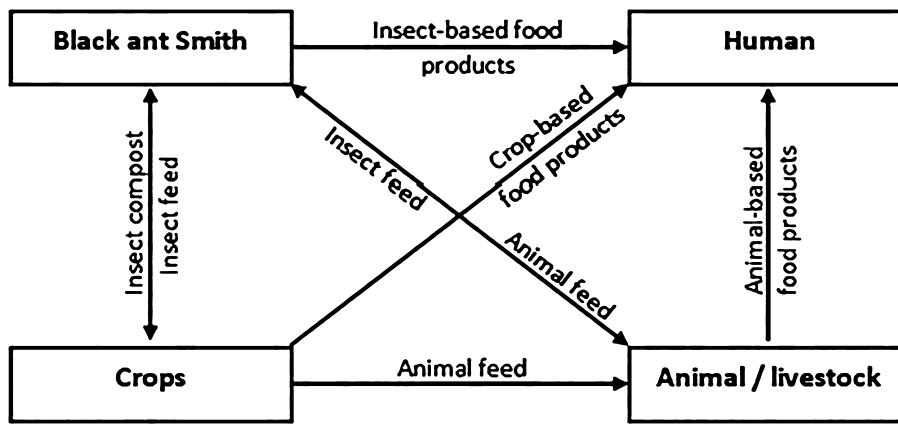 Black ant Smith
Insect-based food
products
Human
Insect compost
Insect feed
Insect feed
Animal feed
Crop-based
food products
Animal-based
food products
Crops
Animal feed
Animal / livestock